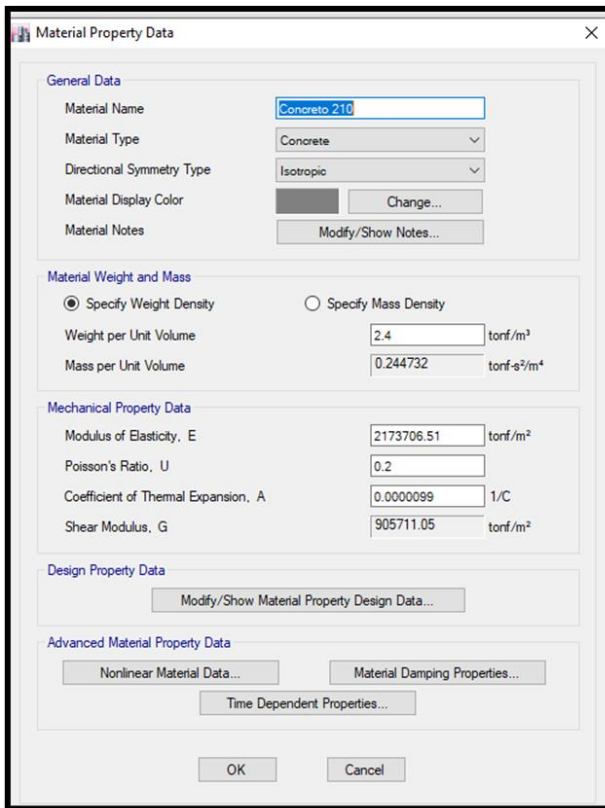 Material Property Data
General Data
Material Name Concreto 210
Material Type Concrete
Directional Symmetry Type Isotropic
Material Display Color Change...
Material Notes Modify/Show Notes...
Material Weight and Mass
Specify Weight Density Specify Mass Density
Weight per Unit Volume 2.4 tonf/m³
Mass per Unit Volume 0.244732 tonf-s²/m⁴
Mechanical Property Data
Modulus of Elasticity, E 2173706.51 tonf/m²
Poisson's Ratio, U 0.2
Coefficient of Thermal Expansion, A 0.0000099 1/C
Shear Modulus, G 905711.05 tonf/m²
Design Property Data
Modify/Show Material Property Design Data...
Advanced Material Property Data
Nonlinear Material Data... Material Damping Properties...
Time Dependent Properties...
OK Cancel